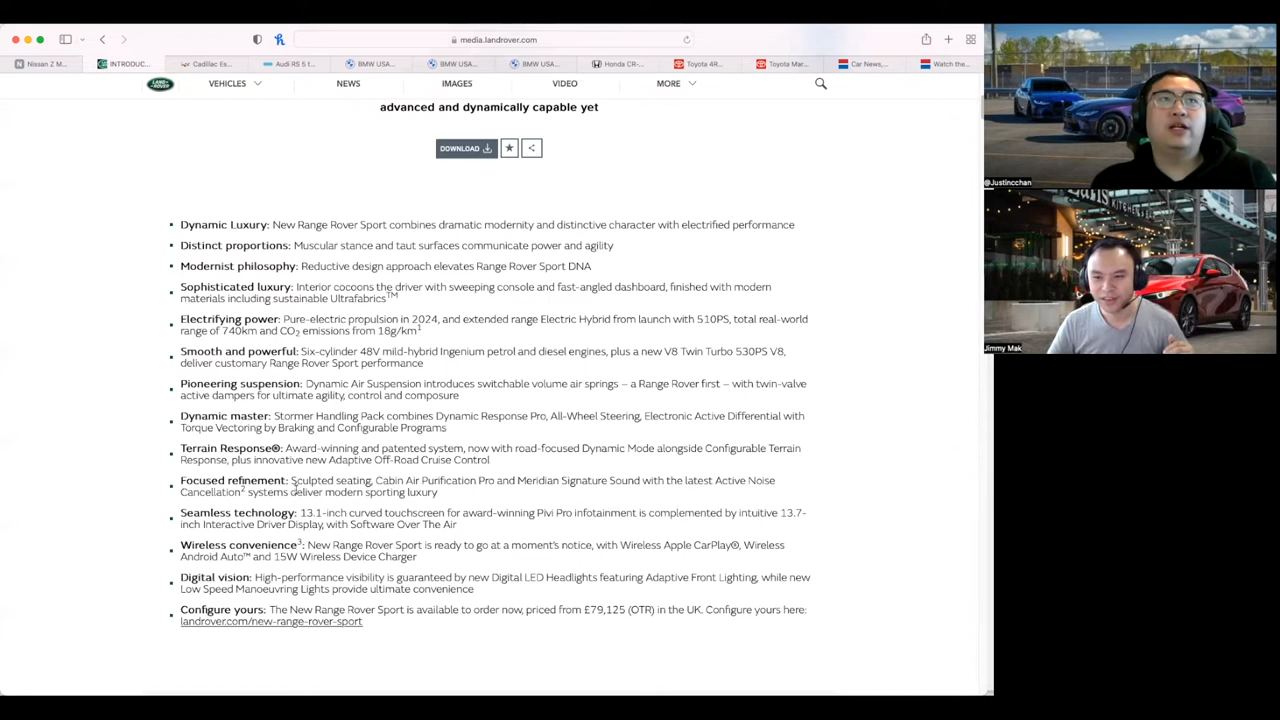 media.landrover.com
Nissan Z M...
INTRODUC...
Cadillac Es...
Audi RS 5 t...
BMW USA...
BMW USA...
BMW USA...
Honda CR-...
Toyota 4R...
Toyota Mar...
Car News,...
Watch the...
LAND ROVER
VEHICLES
NEWS
IMAGES
VIDEO
MORE
advanced and dynamically capable yet
DOWNLOAD
Dynamic Luxury: New Range Rover Sport combines dramatic modernity and distinctive character with electrified performance
Distinct proportions: Muscular stance and taut surfaces communicate power and agility
Modernist philosophy: Reductive design approach elevates Range Rover Sport DNA
Sophisticated luxury: Interior cocoons the driver with sweeping console and fast-angled dashboard, finished with modern
materials including sustainable Ultrafabrics™
Electrifying power: Pure-electric propulsion in 2024, and extended range Electric Hybrid from launch with 510PS, total real-world
range of 740km and CO₂ emissions from 18g/km¹
Smooth and powerful: Six-cylinder 48V mild-hybrid Ingenium petrol and diesel engines, plus a new V8 Twin Turbo 530PS V8,
deliver customary Range Rover Sport performance
Pioneering suspension: Dynamic Air Suspension introduces switchable volume air springs – a Range Rover first – with twin-valve
active dampers for ultimate agility, control and composure
Dynamic master: Stormer Handling Pack combines Dynamic Response Pro, All-Wheel Steering, Electronic Active Differential with
Torque Vectoring by Braking and Configurable Programs
Terrain Response®: Award-winning and patented system, now with road-focused Dynamic Mode alongside Configurable Terrain
Response, plus innovative new Adaptive Off-Road Cruise Control
Focused refinement: Sculpted seating, Cabin Air Purification Pro and Meridian Signature Sound with the latest Active Noise
Cancellation² systems deliver modern sporting luxury
Seamless technology: 13.1-inch curved touchscreen for award-winning Pivi Pro infotainment is complemented by intuitive 13.7-
inch Interactive Driver Display, with Software Over The Air
Wireless convenience³: New Range Rover Sport is ready to go at a moment's notice, with Wireless Apple CarPlay®, Wireless
Android Auto™ and 15W Wireless Device Charger
Digital vision: High-performance visibility is guaranteed by new Digital LED Headlights featuring Adaptive Front Lighting, while new
Low Speed Manoeuvring Lights provide ultimate convenience
Configure yours: The New Range Rover Sport is available to order now, priced from £79,125 (OTR) in the UK. Configure yours here:
landrover.com/new-range-rover-sport
@Justincchan
KITCHEN
Jimmy Mak